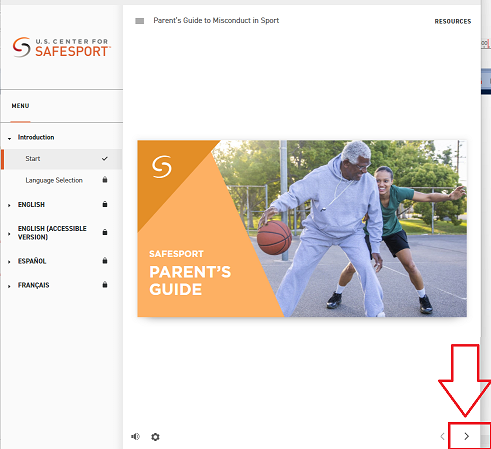 U.S. CENTER FOR
SAFESPORT
MENU
Introduction
Start
Language Selection
ENGLISH
ENGLISH (ACCESSIBLE
VERSION)
ESPAÑOL
FRANÇAIS
Parent's Guide to Misconduct in Sport
RESOURCES
SAFESPORT
PARENT'S
GUIDE